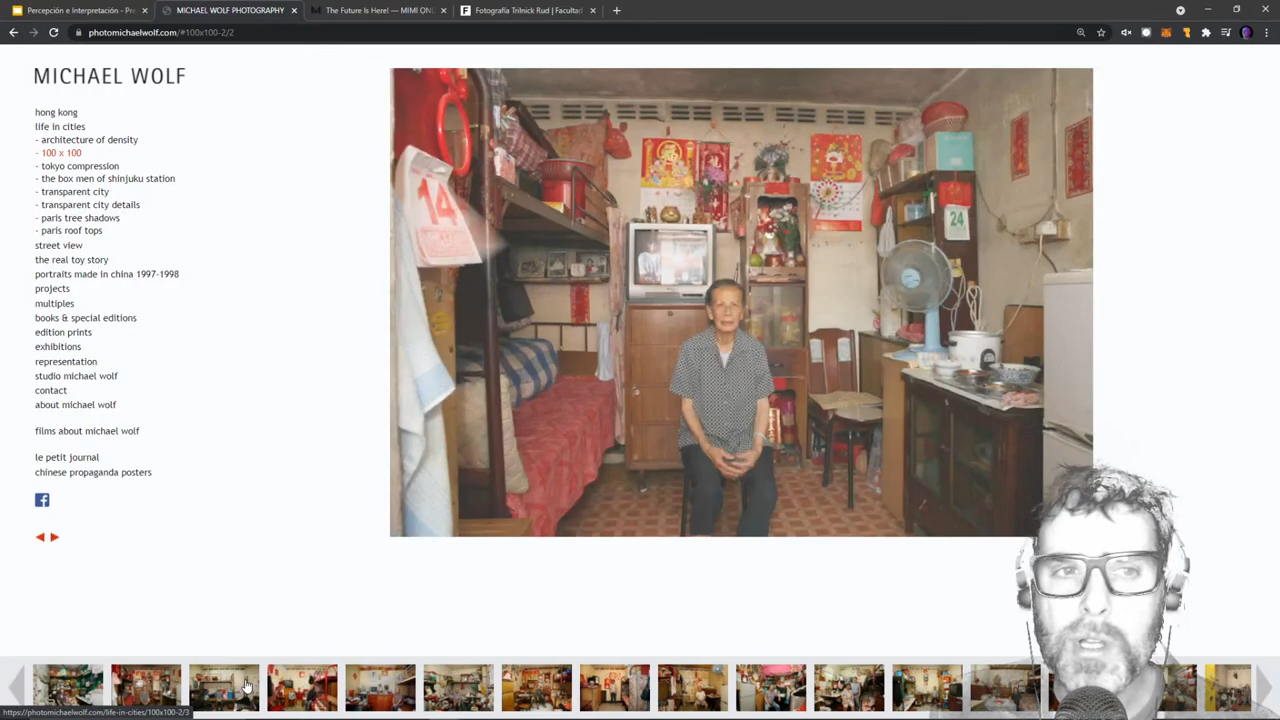 Percepción e Interpretación - Pre
MICHAEL WOLF PHOTOGRAPHY
The Future Is Here! — MIMI ON
Fotografía Trilnick Rud | Facultad
photomichaelwolf.com/#100x100-2/2
MICHAEL WOLF
hong kong
life in cities
- architecture of density
- 100 x 100
- tokyo compression
- the box men of shinjuku station
- transparent city
- transparent city details
- paris tree shadows
- paris roof tops
street view
the real toy story
portraits made in china 1997-1998
projects
multiples
books & special editions
edition prints
exhibitions
representation
studio michael wolf
contact
about michael wolf
films about michael wolf
le petit journal
chinese propaganda posters
14
24
https://photomichaelwolf.com/life-in-cities/100x100-2/3